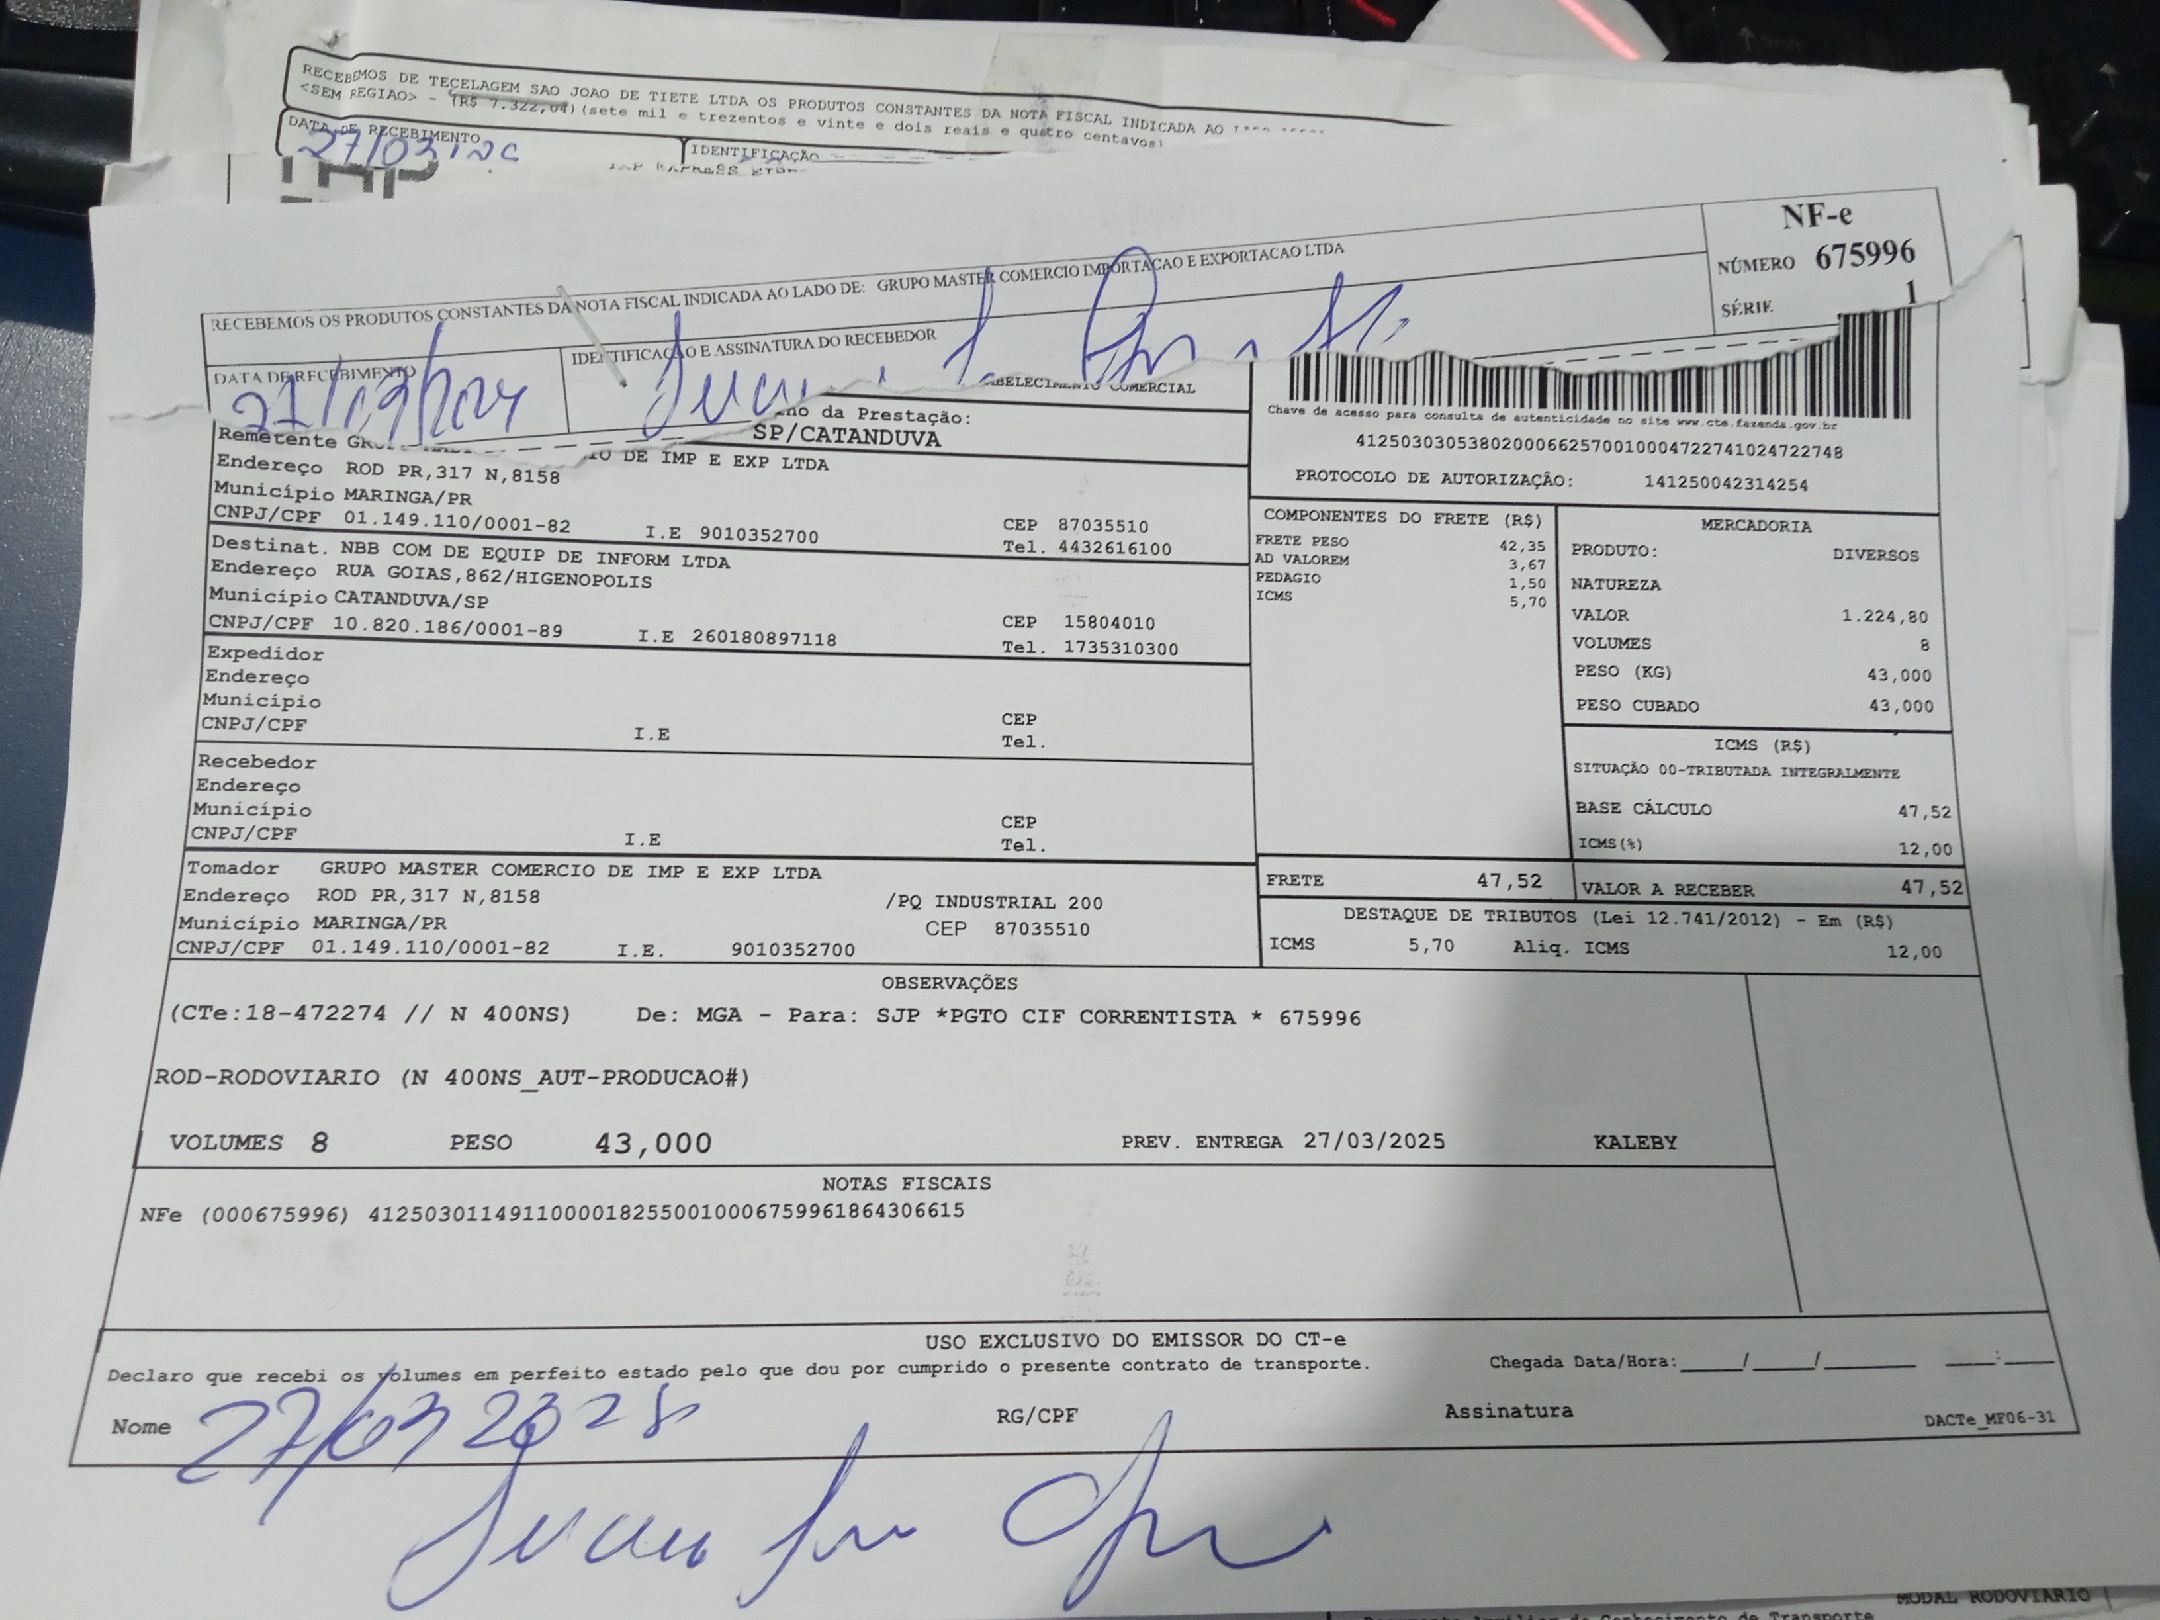 RECEBEMOS DE TECELAGEM SAO JOAO DE TIETE LTDA OS PRODUTOS CONSTANTES DA NOTA FISCAL INDICADA AO
<SEM REGIAO> - (R$ 7.322,04)(sete mil e trezentos e vinte e dois reais e quatro centavos)
DATA DE RECEBIMENTO
IDENTIFICAÇÃO
27/03/
NF-e
NÚMERO 675996
SÉRIE 1
RECEBEMOS OS PRODUTOS CONSTANTES DA NOTA FISCAL INDICADA AO LADO DE: GRUPO MASTER COMERCIO IMPORTACAO E EXPORTACAO LTDA
DATA DE RECEBIMENTO
IDENTIFICAÇÃO E ASSINATURA DO RECEBEDOR
COMERCIAL
da Prestação:
SP/CATANDUVA
Chave de acesso para consulta de autenticidade no site www.cte.fazenda.gov.br
41250303053802000662570010004722741024722748
PROTOCOLO DE AUTORIZAÇÂO: 141250042314254
Remetente DE IMP E EXP LTDA
Endereço ROD PR,317 N,8158
Município MARINGA/PR
CNPJ/CPF 01.149.110/0001-82 I.E 9010352700 CEP 87035510
Tel. 4432616100
Destinat. NBB COM DE EQUIP DE INFORM LTDA
Endereço RUA GOIAS,862/HIGENOPOLIS
Município CATANDUVA/SP
CNPJ/CPF 10.820.186/0001-89 I.E 260180897118 CEP 15804010
Tel. 1735310300
Expedidor
Endereço
Município
CNPJ/CPF I.E CEP
Tel.
Recebedor
Endereço
Município
CNPJ/CPF I.E CEP
Tel.
Tomador GRUPO MASTER COMERCIO DE IMP E EXP LTDA
Endereço ROD PR,317 N,8158 /PQ INDUSTRIAL 200
Município MARINGA/PR CEP 87035510
CNPJ/CPF 01.149.110/0001-82 I.E. 9010352700
COMPONENTES DO FRETE (R$)
FRETE PESO 42,35
AD VALOREM 3,67
PEDAGIO 1,50
ICMS 5,70
MERCADORIA
PRODUTO: DIVERSOS
NATUREZA
VALOR 1.224,80
VOLUMES 8
PESO (KG) 43,000
PESO CUBADO 43,000
ICMS (R$)
SITUAÇÃO 00-TRIBUTADA INTEGRALMENTE
BASE CÁLCULO 47,52
ICMS(%) 12,00
FRETE 47,52 VALOR A RECEBER 47,52
DESTAQUE DE TRIBUTOS (Lei 12.741/2012) - Em (R$)
ICMS 5,70 Aliq. ICMS 12,00
OBSERVAÇÕES
(CTe:18-472274 // N 400NS) De: MGA - Para: SJP *PGTO CIF CORRENTISTA * 675996
ROD-RODOVIARIO (N 400NS_AUT-PRODUCAO#)
VOLUMES 8 PESO 43,000 PREV. ENTREGA 27/03/2025 KALEBY
NOTAS FISCAIS
NFe (000675996) 41250301149110000182550010006759961864306615
USO EXCLUSIVO DO EMISSOR DO CT-e
Declaro que recebi os volumes em perfeito estado pelo que dou por cumprido o presente contrato de transporte. Chegada Data/Hora:____/____/______ ___:___
Nome RG/CPF Assinatura DACTe_MF06-31
MODAL RODOVIARIO